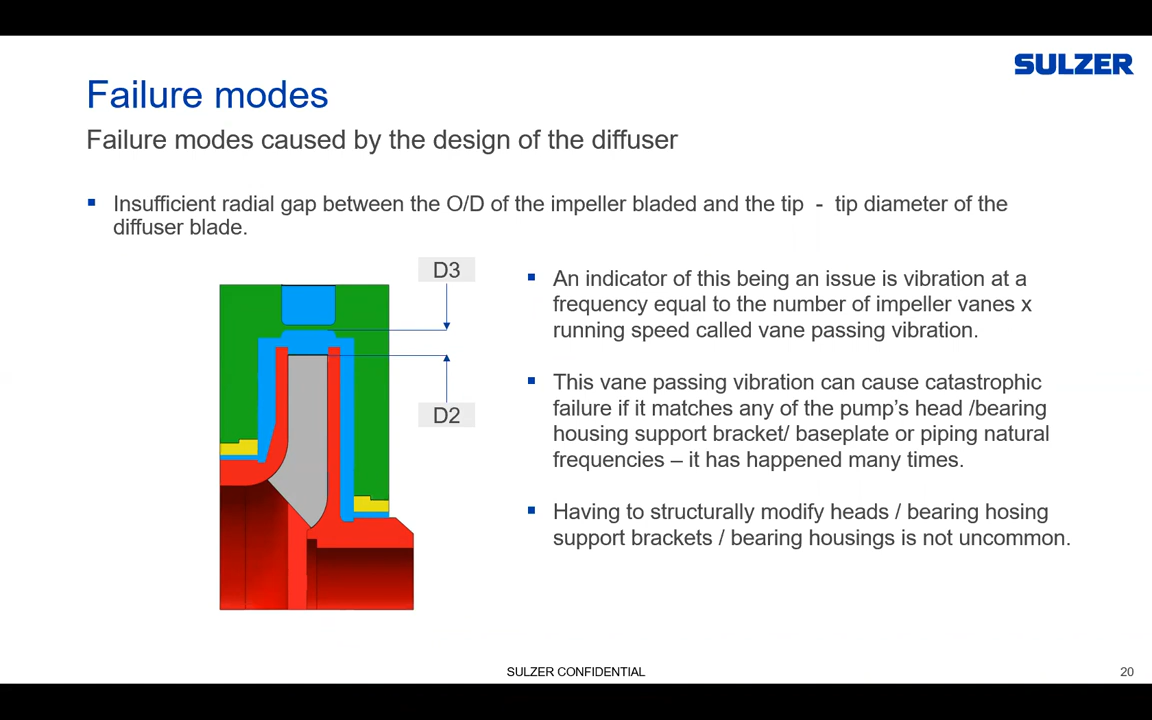 SULZER
Failure modes
Failure modes caused by the design of the diffuser
▪ Insufficient radial gap between the O/D of the impeller bladed and the tip - tip diameter of the
diffuser blade.
D3
D2
▪ An indicator of this being an issue is vibration at a
frequency equal to the number of impeller vanes x
running speed called vane passing vibration.
▪ This vane passing vibration can cause catastrophic
failure if it matches any of the pump's head /bearing
housing support bracket/ baseplate or piping natural
frequencies – it has happened many times.
▪ Having to structurally modify heads / bearing hosing
support brackets / bearing housings is not uncommon.
SULZER CONFIDENTIAL
20